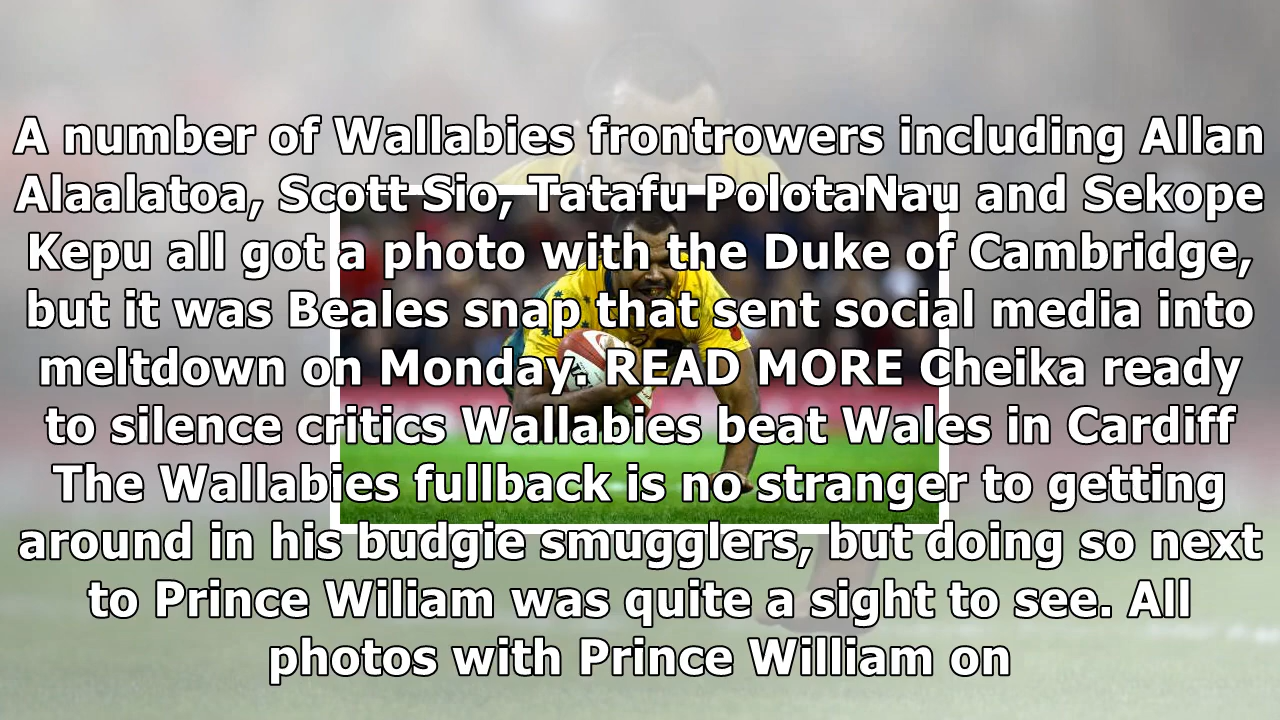 A number of Wallabies frontrowers including Allan
Alaalatoa, Scott Sio, Tatafu PolotaNau and Sekope
Kepu all got a photo with the Duke of Cambridge,
but it was Beales snap that sent social media into
meltdown on Monday. READ MORE Cheika ready
to silence critics Wallabies beat Wales in Cardiff
The Wallabies fullback is no stranger to getting
around in his budgie smugglers, but doing so next
to Prince Wiliam was quite a sight to see. All
photos with Prince William on